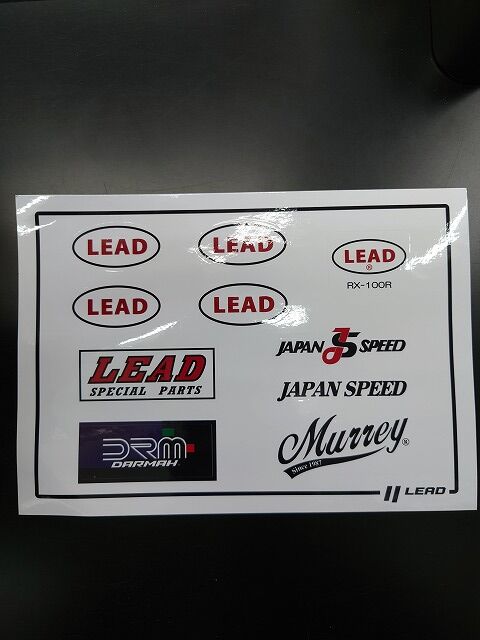 LEAD
LEAD
LEAD
®
RX-100R
LEAD
LEAD
LEAD
SPECIAL PARTS
JAPAN JS SPEED
JAPAN SPEED
DRM
DARMAH
Murrey®
Since 1987
LEAD